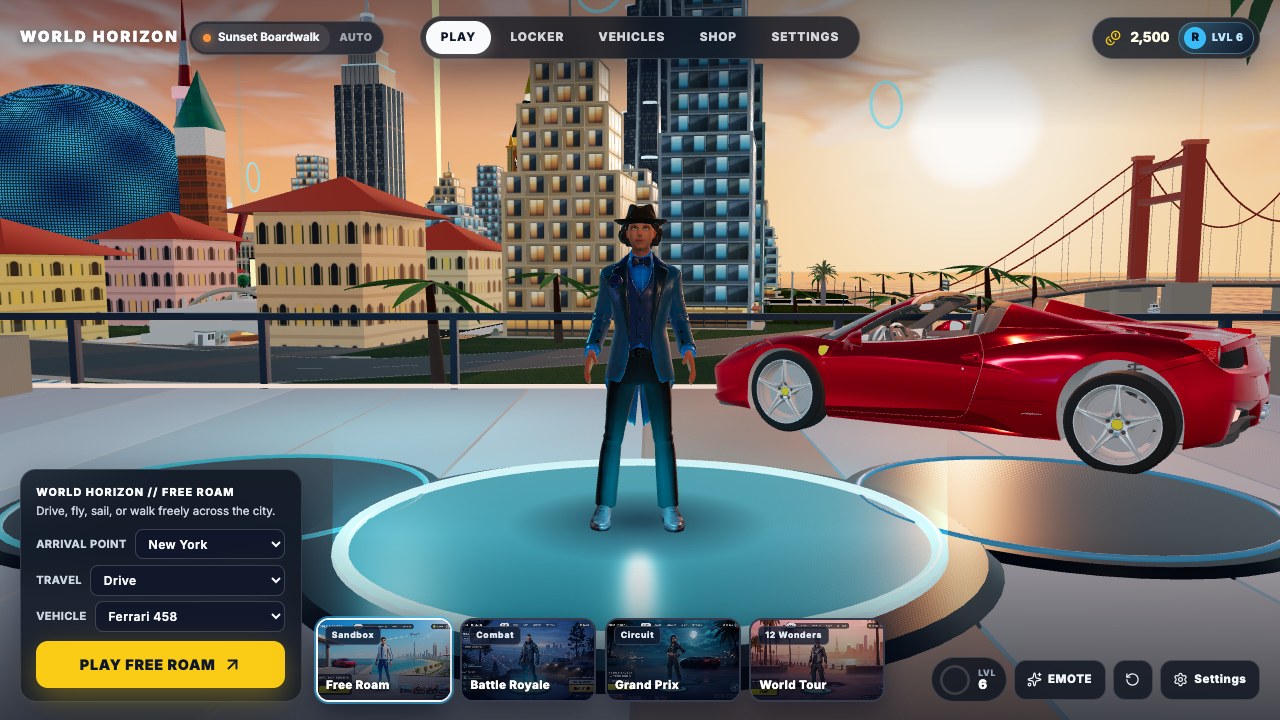 WORLD HORIZON
Sunset Boardwalk AUTO
PLAY LOCKER VEHICLES SHOP SETTINGS
2,500 R LVL 6
WORLD HORIZON // FREE ROAM
Drive, fly, sail, or walk freely across the city.
ARRIVAL POINT New York
TRAVEL Drive
VEHICLE Ferrari 458
PLAY FREE ROAM
Sandbox
Free Roam
Combat
Battle Royale
Circuit
Grand Prix
12 Wonders
World Tour
LVL
6
EMOTE
Settings